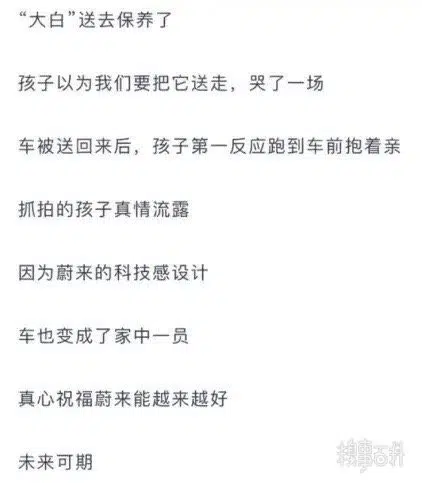 “大白”送去保养了
孩子以为我们要把它送走，哭了一场
车被送回来后，孩子第一反应跑到车前抱着亲
抓拍的孩子真情流露
因为蔚来的科技感设计
车也变成了家中一员
真心祝福蔚来能越来越好
未来可期
糗事百科